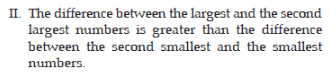 II. The difference between the largest and the second
largest numbers is greater than the difference
between the second smallest and the smallest
numbers.